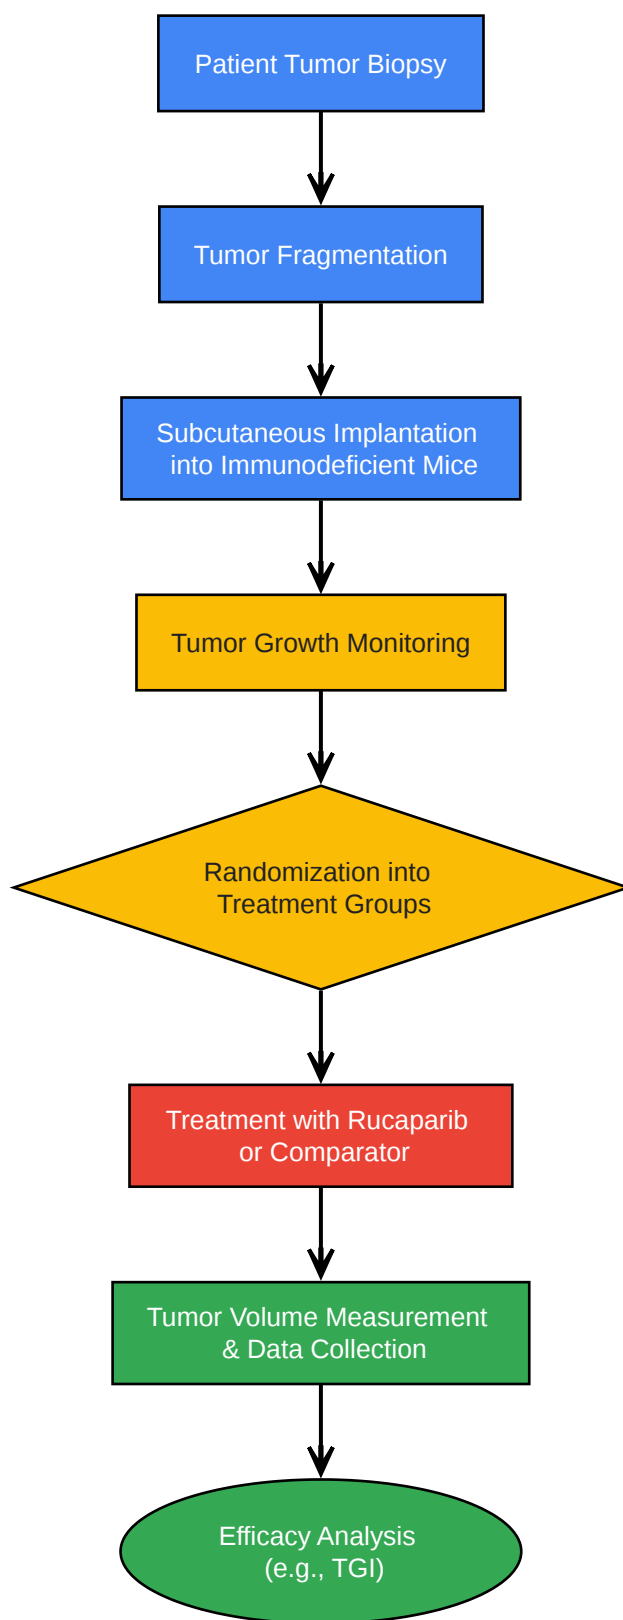 Patient Tumor Biopsy
Tumor Fragmentation
Subcutaneous Implantation
into Immunodeficient Mice
Tumor Growth Monitoring
Randomization into
Treatment Groups
Treatment with Rucaparib
or Comparator
Tumor Volume Measurement
& Data Collection
Efficacy Analysis
(e.g., TGI)